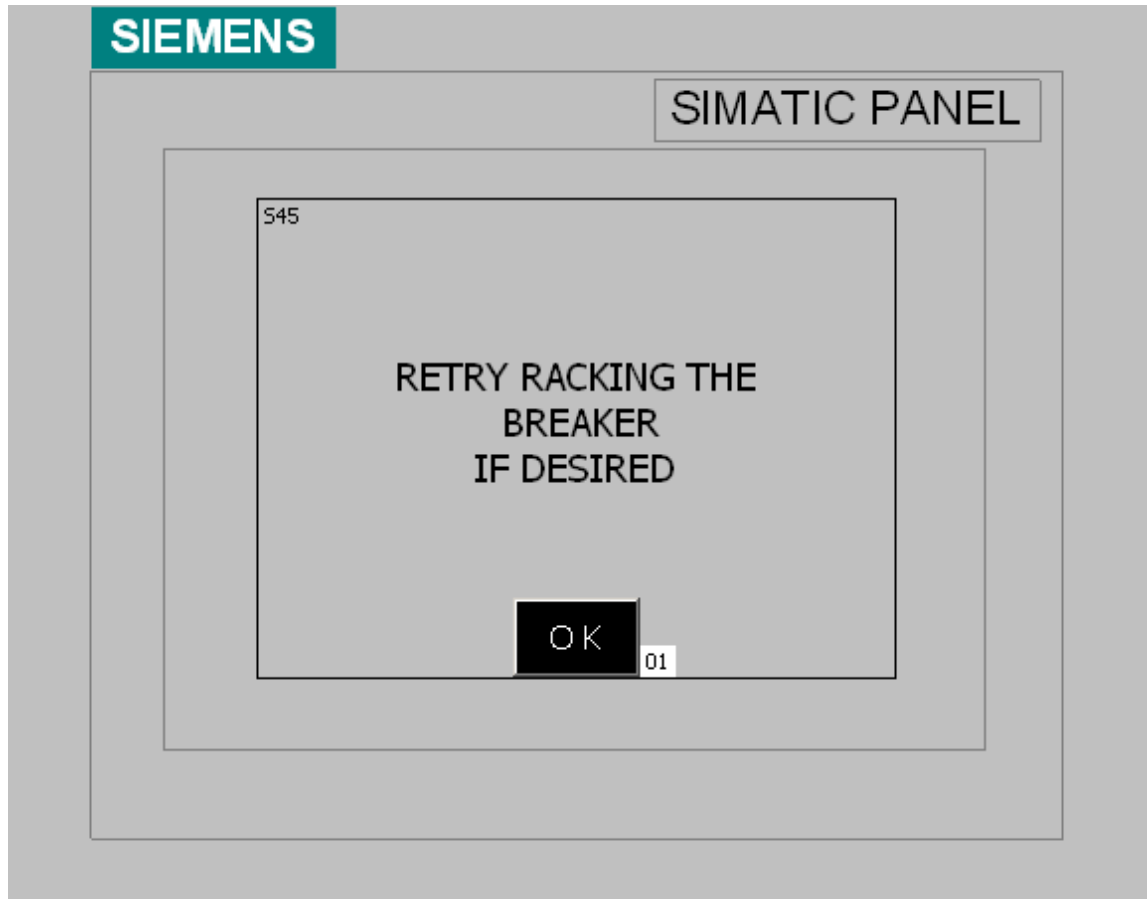 SIEMENS
SIMATIC PANEL
S45
RETRY RACKING THE
BREAKER
IF DESIRED
OK
01